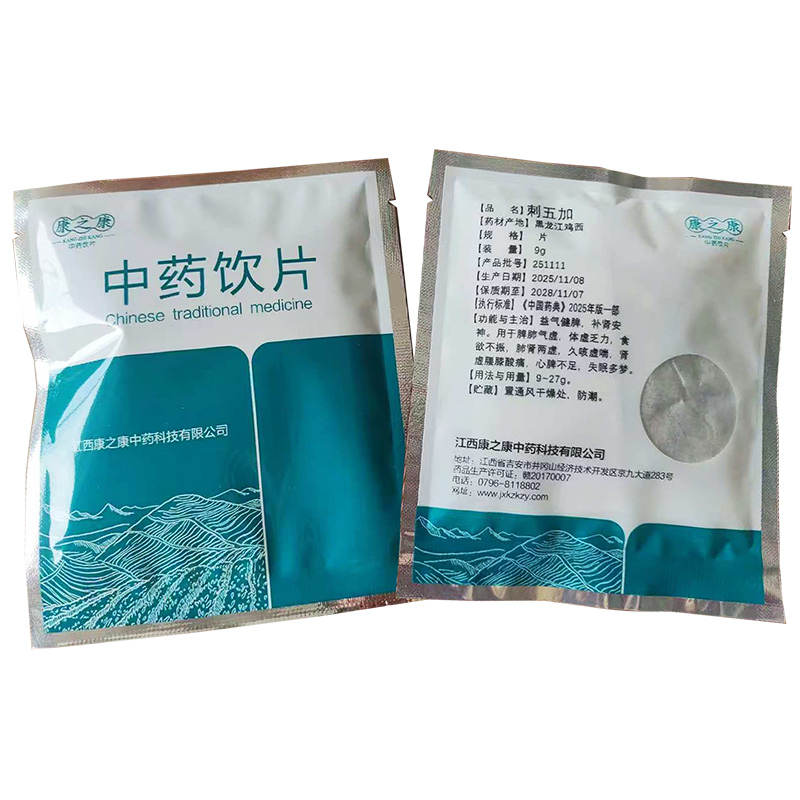 康之康
KANG ZHI KANG
中药饮片
中药饮片
Chinese traditional medicine
江西康之康中药科技有限公司
康之康
KANG ZHI KANG
中药饮片
【品 名】刺五加
【药材产地】黑龙江鸡西
【规 格】 片
【装 量】 9g
【产品批号】 251111
【生产日期】 2025/11/08
【保质期至】 2028/11/07
【执行标准】《中国药典》2025年版一部
【功能与主治】益气健脾，补肾安
神。用于脾肺气虚，体虚乏力，食
欲不振，肺肾两虚，久咳虚喘，肾
虚腰膝酸痛，心脾不足，失眠多梦。
【用法与用量】9-27g。
【贮藏】置通风干燥处，防潮。
江西康之康中药科技有限公司
地址：江西省吉安市井冈山经济技术开发区京九大道283号
药品生产许可证：赣20170007
电话：0796-8118802
网址：www.jxkzkzy.com